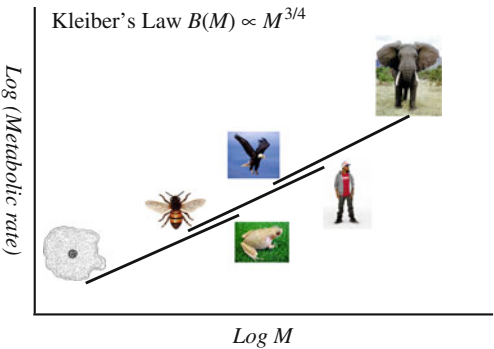 Kleiber's Law B(M) ∝ M^{3/4}
Log (Metabolic rate)
Log M